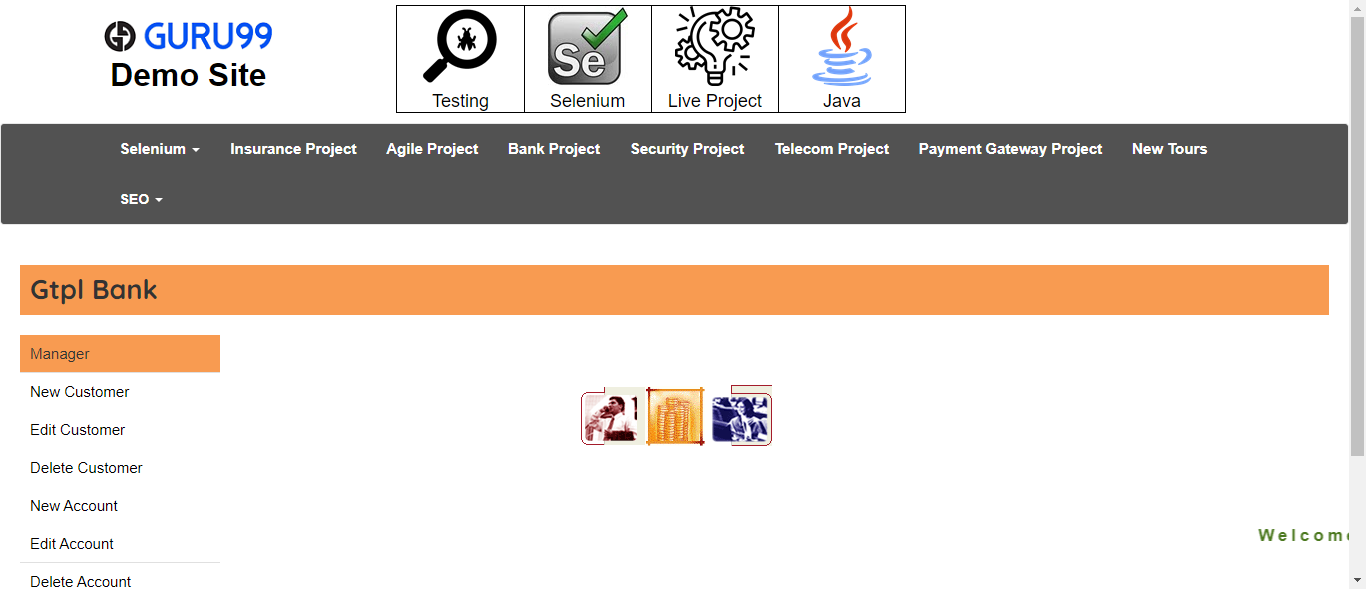 GURU99
Demo Site
Testing
Se
Selenium
Live Project
Java
Selenium
Insurance Project
Agile Project
Bank Project
Security Project
Telecom Project
Payment Gateway Project
New Tours
SEO
Gtpl Bank
Manager
New Customer
Edit Customer
Delete Customer
New Account
Edit Account
Welcome
Delete Account